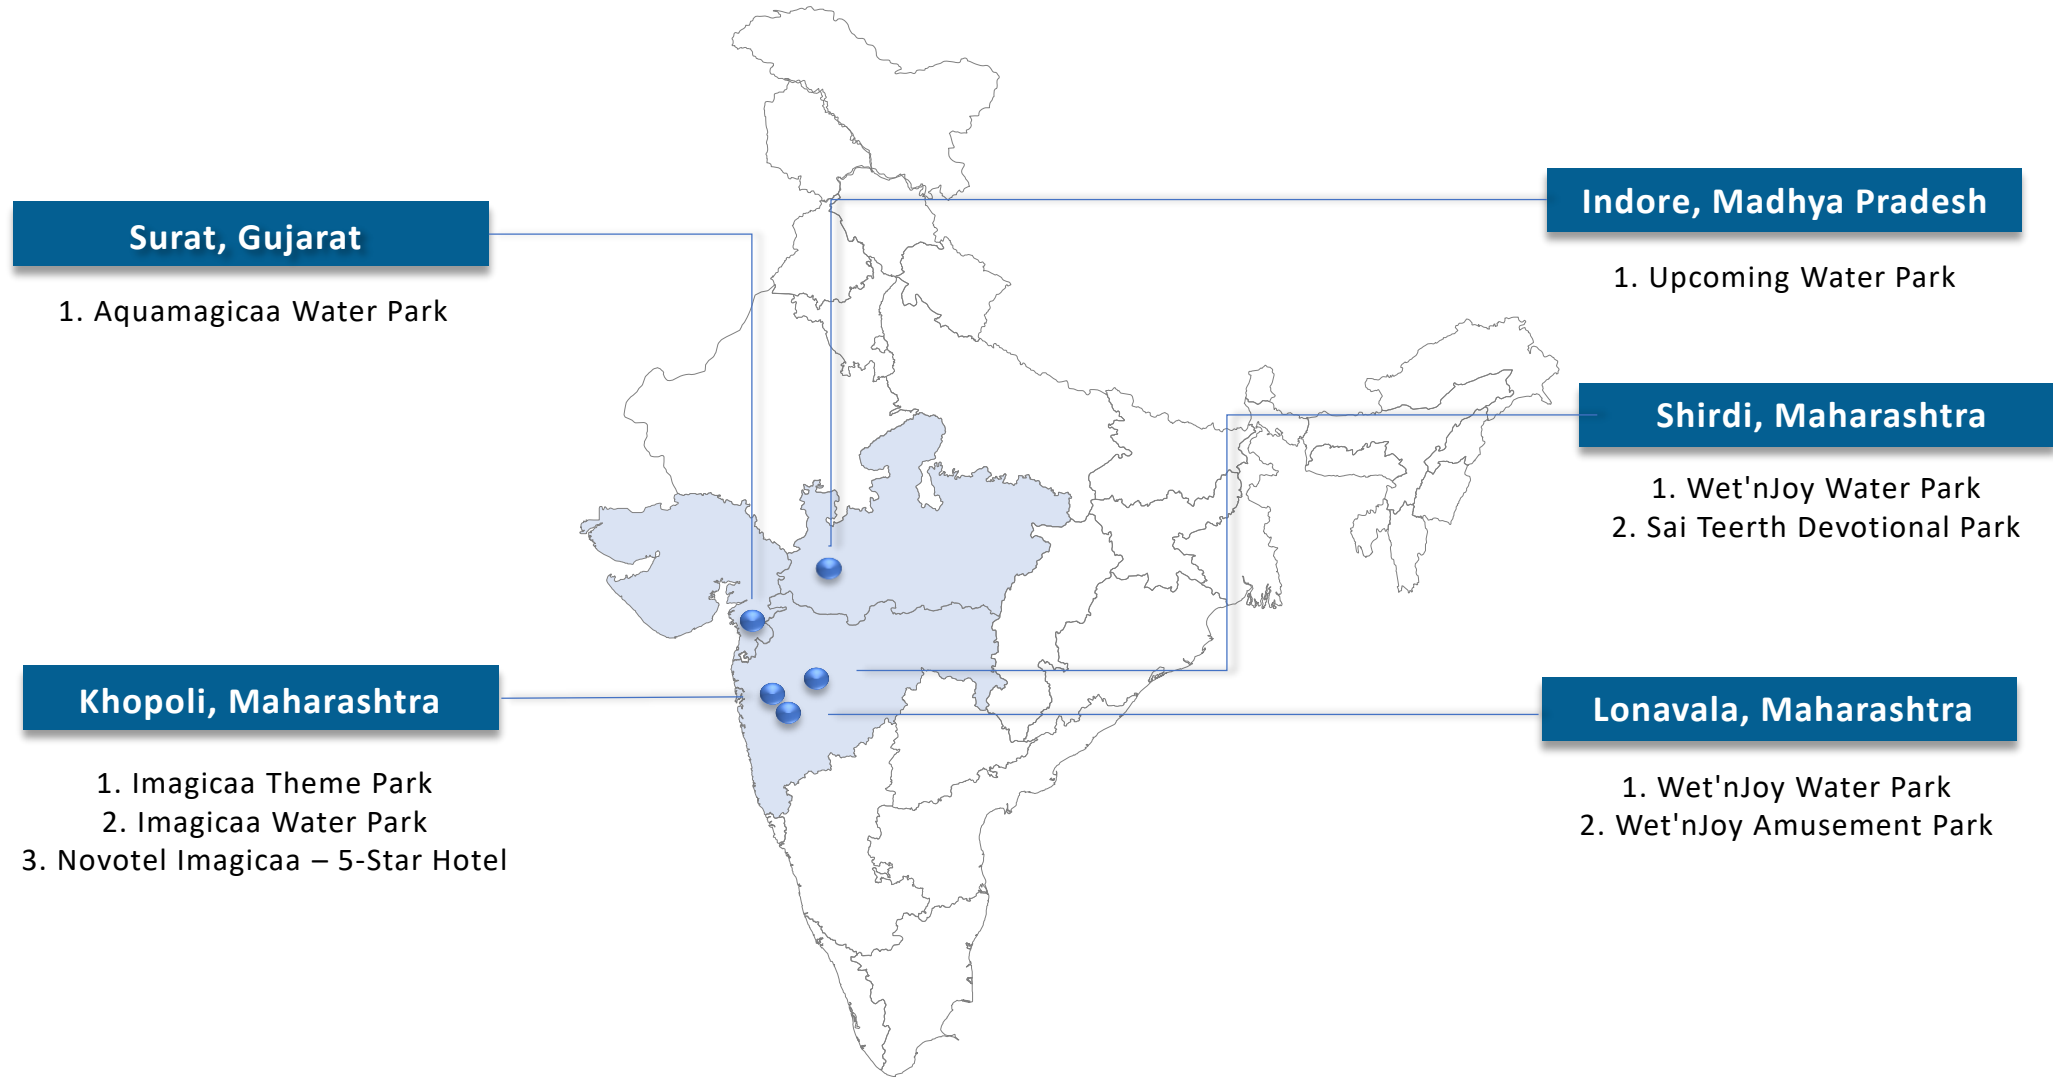 Surat, Gujarat
1. Aquamagicaa Water Park
Khopoli, Maharashtra
1. Imagicaa Theme Park
2. Imagicaa Water Park
3. Novotel Imagicaa – 5-Star Hotel
Indore, Madhya Pradesh
1. Upcoming Water Park
Shirdi, Maharashtra
1. Wet'nJoy Water Park
2. Sai Teerth Devotional Park
Lonavala, Maharashtra
1. Wet'nJoy Water Park
2. Wet'nJoy Amusement Park